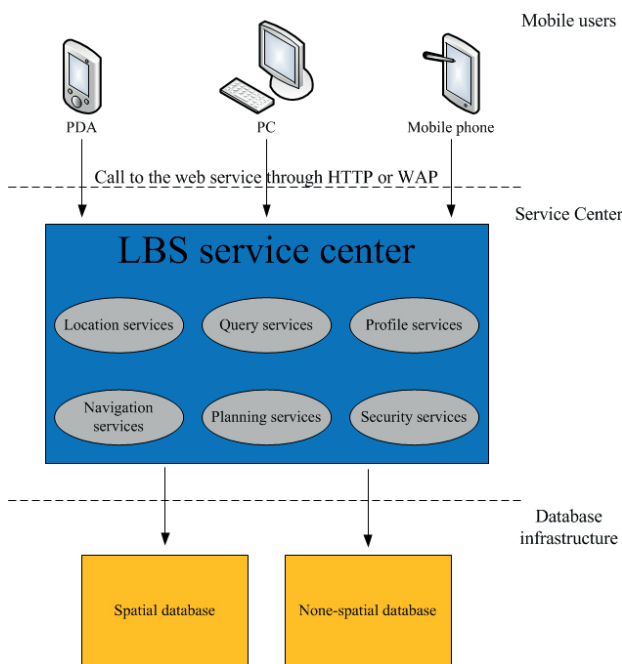 Mobile users
PDA
PC
Mobile phone
Call to the web service through HTTP or WAP
Service Center
LBS service center
Location services
Query services
Profile services
Navigation
services
Planning services
Security services
Database
infrastructure
Spatial database
None-spatial database